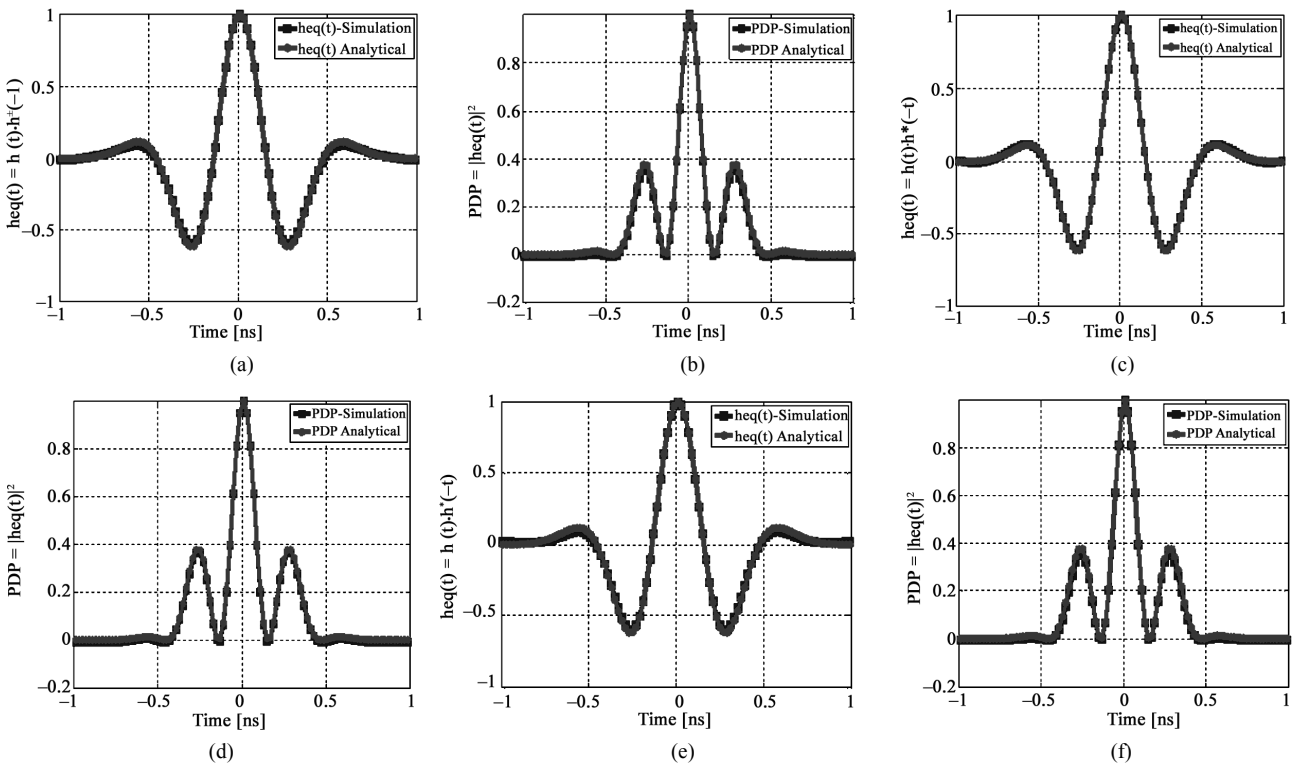 heq(t)-Simulation
heq(t) Analytical
heq(t) = h (t)·h±(−1)
1
0.5
0
−0.5
−1
−1
−0.5
0
0.5
1
Time [ns]
(a)
PDP-Simulation
PDP Analytical
PDP = |heq(t)|²
0.8
0.6
0.4
0.2
0
−0.2
−1
−0.5
0
0.5
1
Time [ns]
(b)
heq(t)-Simulation
heq(t) Analytical
heq(t) = h(t)·h*(−t)
1
0.5
0
−0.5
−1
−1
−0.5
0
0.5
1
Time [ns]
(c)
PDP-Simulation
PDP Analytical
PDP = |heq(t)|²
0.8
0.6
0.4
0.2
0
−0.2
−1
−0.5
0
0.5
1
Time [ns]
(d)
heq(t)-Simulation
heq(t) Analytical
heq(t) = h (t)·h*(−t)
1
0.5
0
−0.5
−1
−1
−0.5
0
0.5
1
Time [ns]
(e)
PDP-Simulation
PDP Analytical
PDP = |heq(t)|²
0.8
0.6
0.4
0.2
0
−0.2
−1
−0.5
0
0.5
1
Time [ns]
(f)